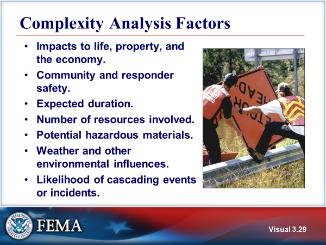 Complexity Analysis Factors
• Impacts to life, property, and
the economy.
• Community and responder
safety.
• Expected duration.
• Number of resources involved.
• Potential hazardous materials.
• Weather and other
environmental influences.
• Likelihood of cascading events
or incidents.
AHEAD
FEMA
Visual 3.29